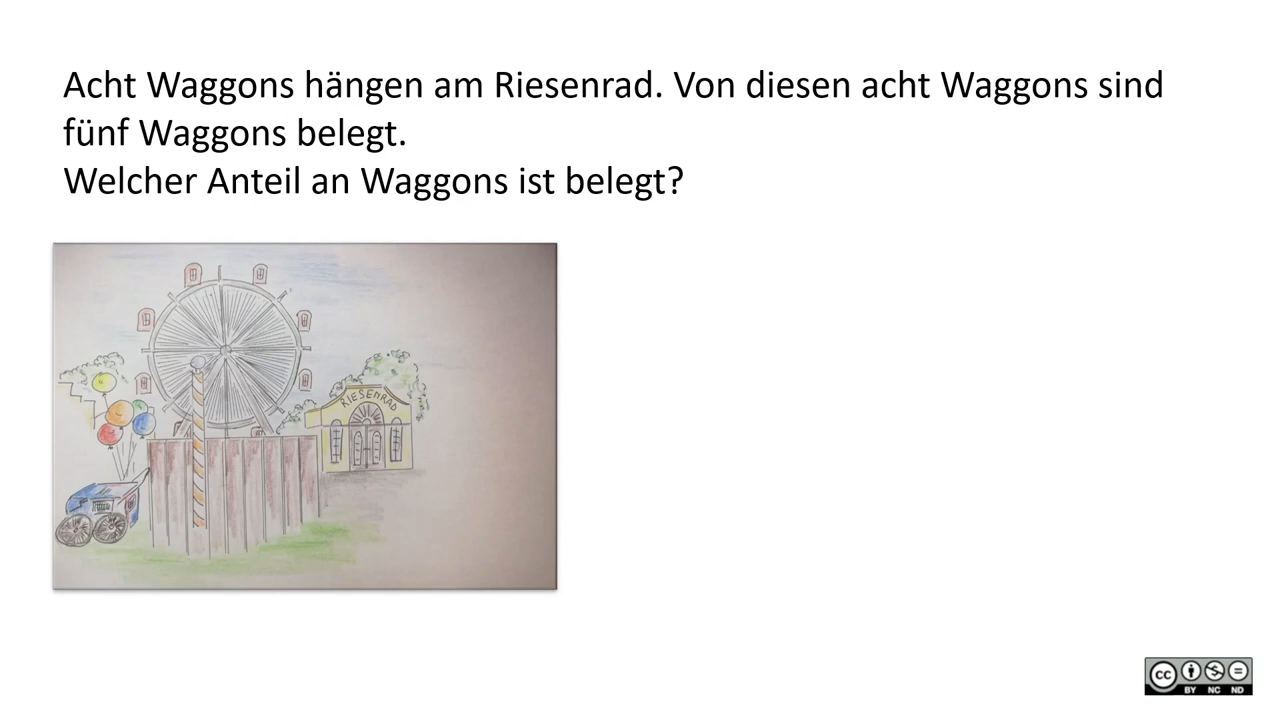 Acht Waggons hängen am Riesenrad. Von diesen acht Waggons sind
fünf Waggons belegt.
Welcher Anteil an Waggons ist belegt?
RIESENRAD
cc
BY NC ND